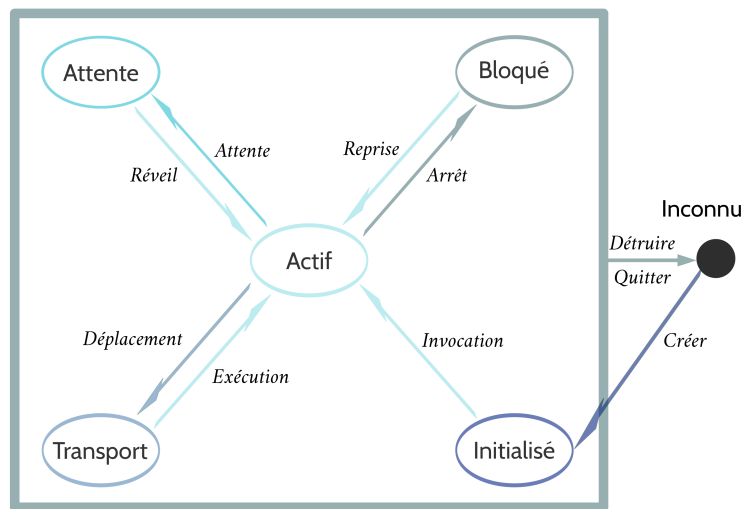 Attente
Bloqué
Attente
Reprise
Réveil
Arrêt
Inconnu
Détruire
Actif
Quitter
Déplacement
Invocation
Créer
Exécution
Transport
Initialisé